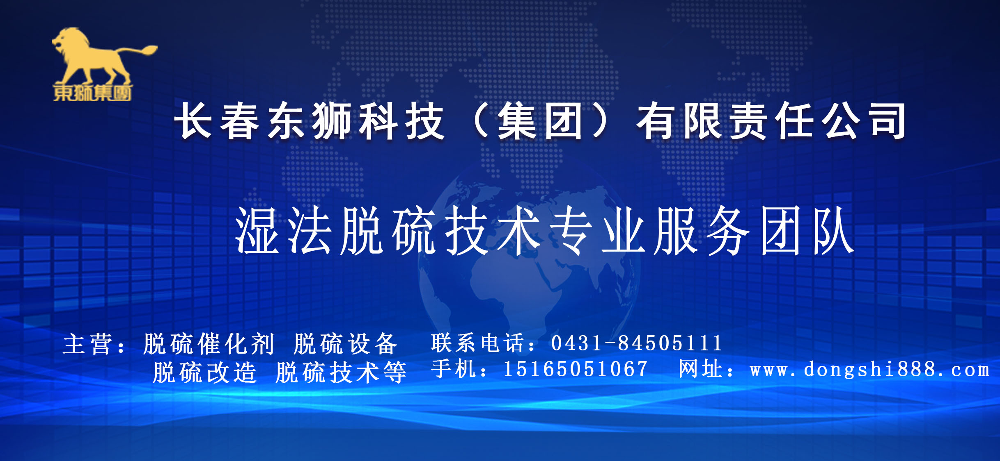 東獅集團
长春东狮科技（集团）有限责任公司
湿法脱硫技术专业服务团队
主营：脱硫催化剂 脱硫设备
脱硫改造 脱硫技术等
联系电话：0431-84505111
手机：15165051067 网址：www.dongshi888.com